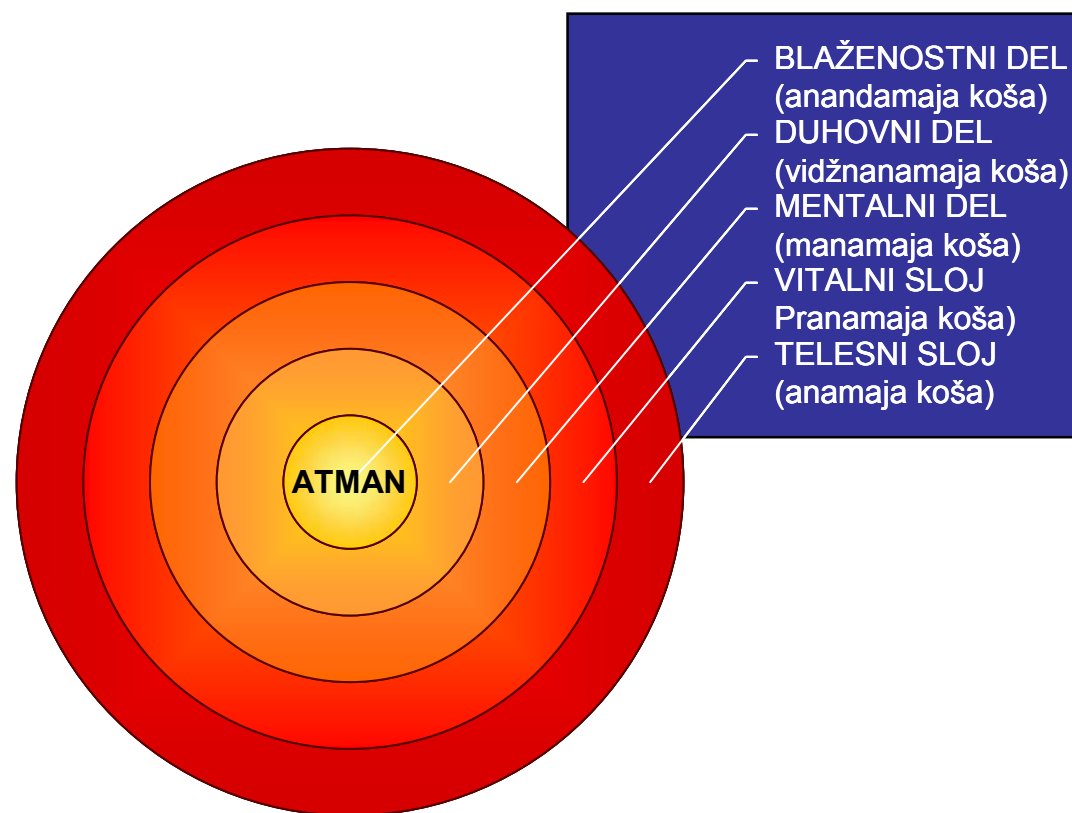 BLAŽENOSTNI DEL
(anandamaja koša)
DUHOVNI DEL
(vidžnanamaja koša)
MENTALNI DEL
(manamaja koša)
VITALNI SLOJ
Pranamaja koša)
TELESNI SLOJ
(anamaja koša)
ATMAN